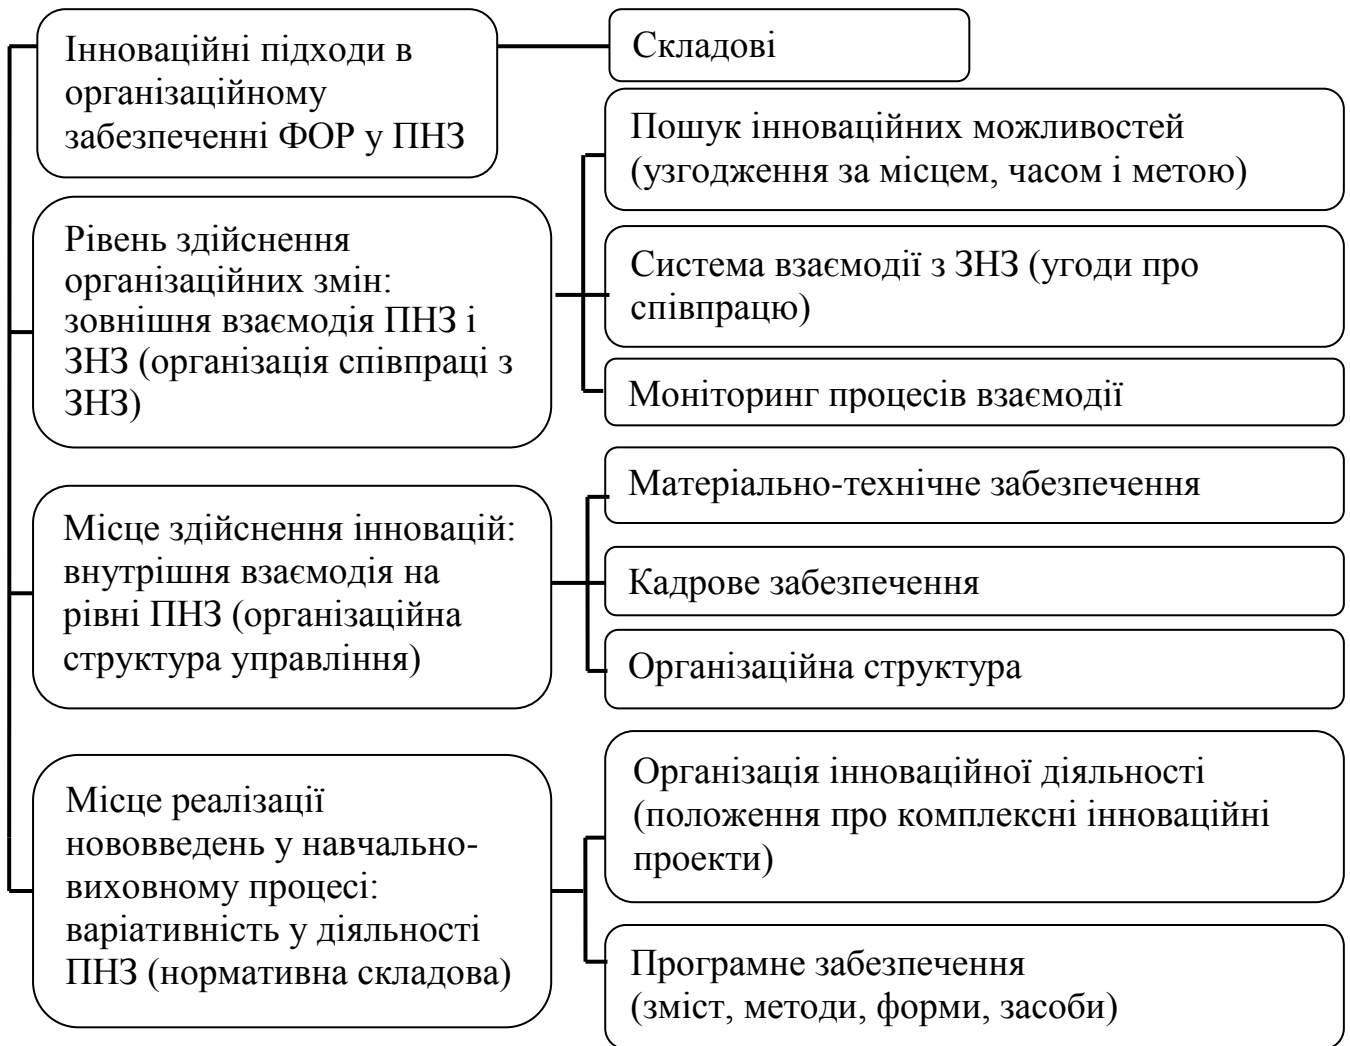 Інноваційні підходи в
організаційному
забезпеченні ФОР у ПНЗ
Складові
Рівень здійснення
організаційних змін:
зовнішня взаємодія ПНЗ і
ЗНЗ (організація співпраці з
ЗНЗ)
Пошук інноваційних можливостей
(узгодження за місцем, часом і метою)
Система взаємодії з ЗНЗ (угоди про
співпрацю)
Моніторинг процесів взаємодії
Місце здійснення інновацій:
внутрішня взаємодія на
рівні ПНЗ (організаційна
структура управління)
Матеріально-технічне забезпечення
Кадрове забезпечення
Організаційна структура
Місце реалізації
нововведень у навчально-
виховному процесі:
варіативність у діяльності
ПНЗ (нормативна складова)
Організація інноваційної діяльності
(положення про комплексні інноваційні
проекти)
Програмне забезпечення
(зміст, методи, форми, засоби)